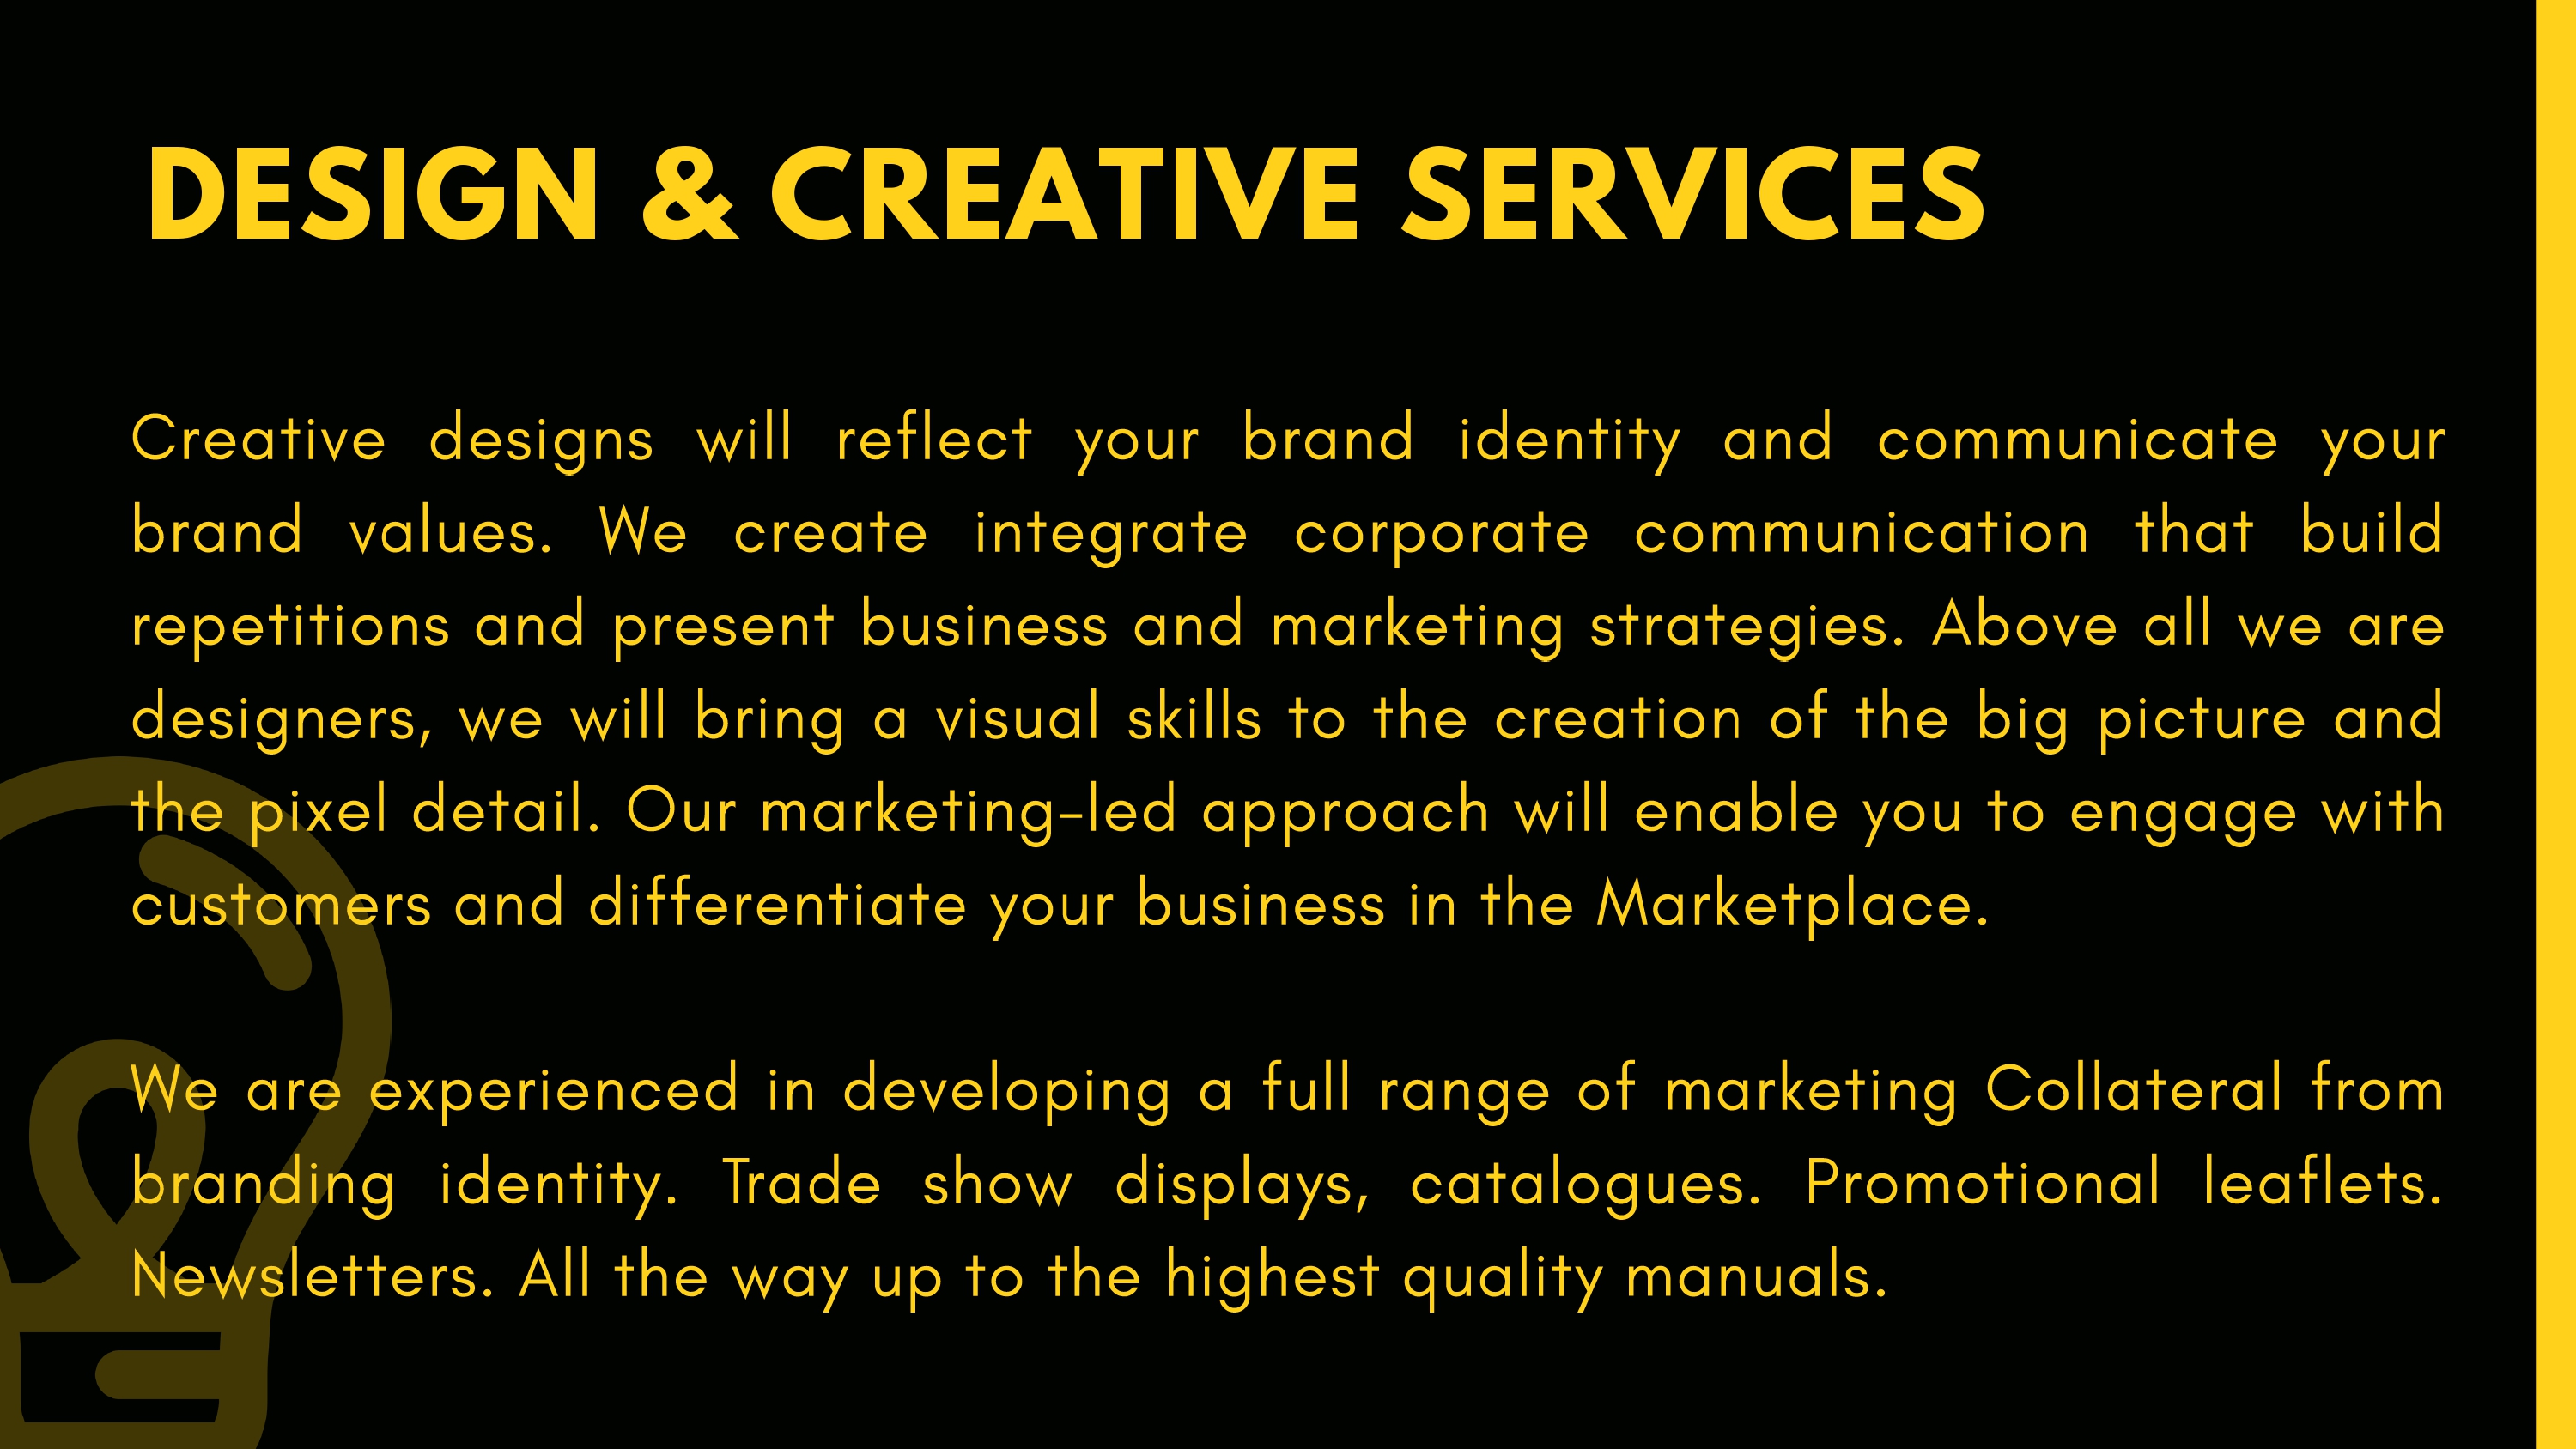 DESIGN & CREATIVE SERVICES
Creative designs will reflect your brand identity and communicate your
brand values. We create integrate corporate communication that build
repetitions and present business and marketing strategies. Above all we are
designers, we will bring a visual skills to the creation of the big picture and
the pixel detail. Our marketing-led approach will enable you to engage with
customers and differentiate your business in the Marketplace.
We are experienced in developing a full range of marketing Collateral from
branding identity. Trade show displays, catalogues. Promotional leaflets.
Newsletters. All the way up to the highest quality manuals.